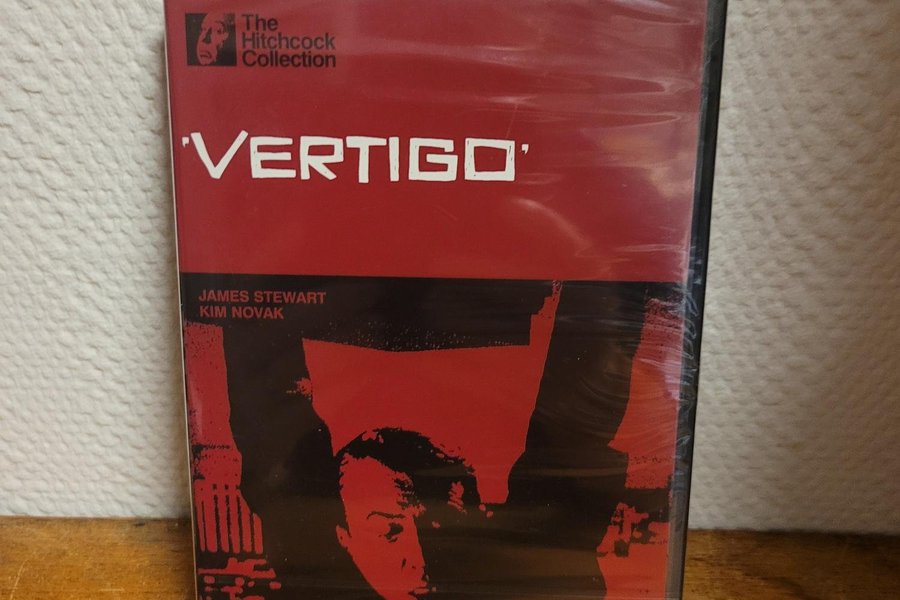 The
Hitchcock
Collection
'VERTIGO'
JAMES STEWART
KIM NOVAK